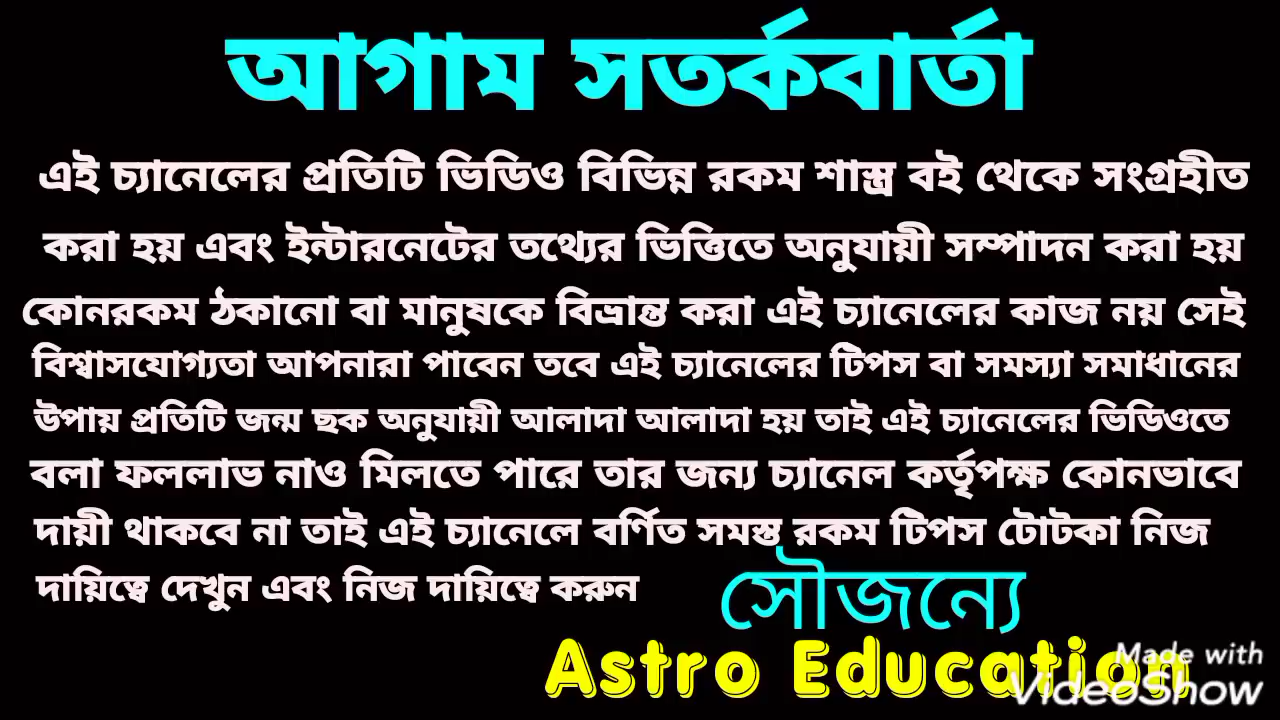 আগাম সতর্কবার্তা
এই চ্যানেলের প্রতিটি ভিডিও বিভিন্ন রকম শাস্ত্র বই থেকে সংগ্রহীত
করা হয় এবং ইন্টারনেটের তথ্যের ভিত্তিতে অনুযায়ী সম্পাদন করা হয়
কোনরকম ঠকানো বা মানুষকে বিভ্রান্ত করা এই চ্যানেলের কাজ নয় সেই
বিশ্বাসযোগ্যতা আপনারা পাবেন তবে এই চ্যানেলের টিপস বা সমস্যা সমাধানের
উপায় প্রতিটি জন্ম ছক অনুযায়ী আলাদা আলাদা হয় তাই এই চ্যানেলের ভিডিওতে
বলা ফললাভ নাও মিলতে পারে তার জন্য চ্যানেল কর্তৃপক্ষ কোনভাবে
দায়ী থাকবে না তাই এই চ্যানেলে বর্ণিত সমস্ত রকম টিপস টোটকা নিজ
দায়িত্বে দেখুন এবং নিজ দায়িত্বে করুন
সৌজন্যে
Astro Education
Made with
VideoShow